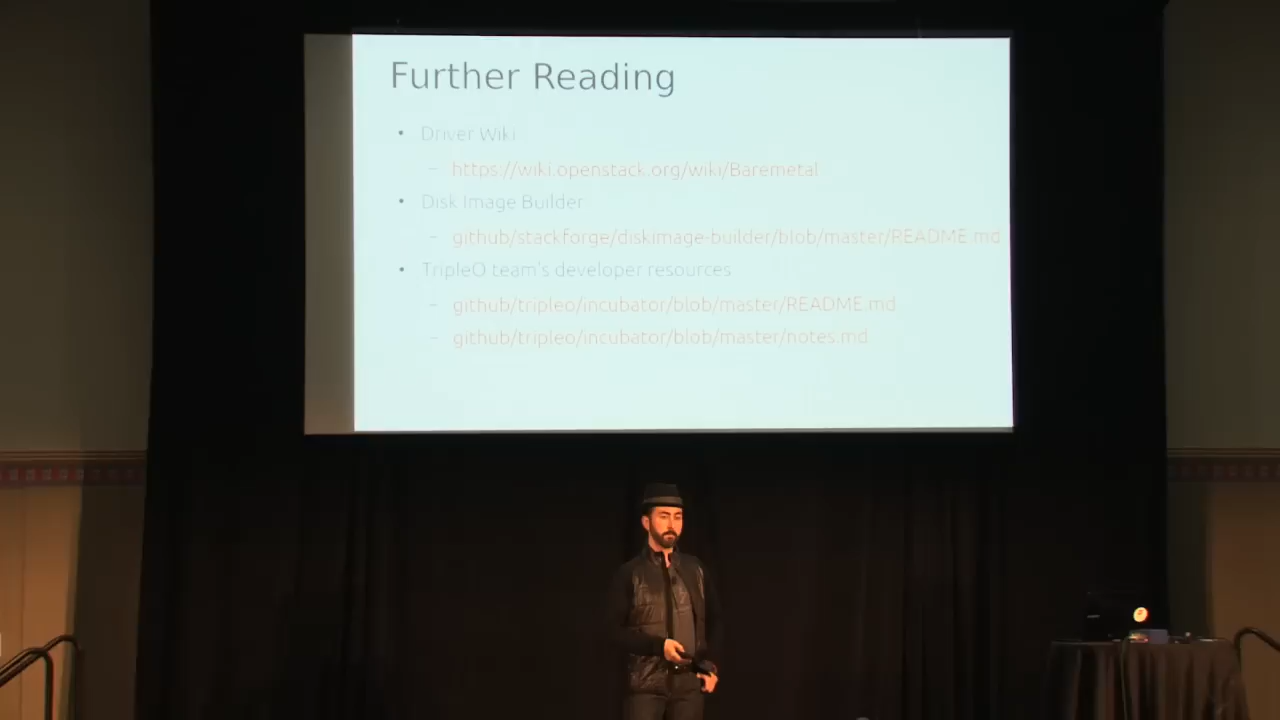 Further Reading
• Driver Wiki
– https://wiki.openstack.org/wiki/Baremetal
• Disk Image Builder
– github/stackforge/diskimage-builder/blob/master/README.md
• TripleO team's developer resources
– github/tripleo/incubator/blob/master/README.md
– github/tripleo/incubator/blob/master/notes.md